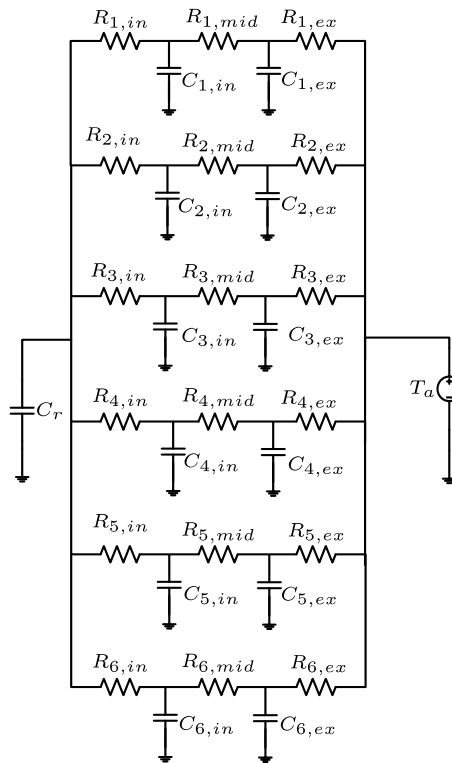 R1,in R1,mid R1,ex
C1,in C1,ex
R2,in R2,mid R2,ex
C2,in C2,ex
R3,in R3,mid R3,ex
C3,in C3,ex
Cr
Ta
R4,in R4,mid R4,ex
C4,in C4,ex
R5,in R5,mid R5,ex
C5,in C5,ex
R6,in R6,mid R6,ex
C6,in C6,ex